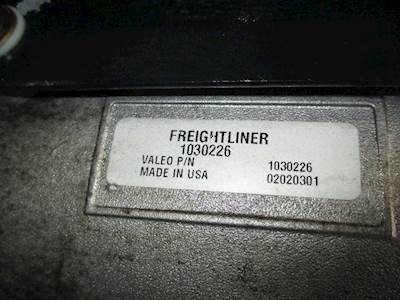 FREIGHTLINER
1030226
VALEO P/N 1030226
MADE IN USA 02020301